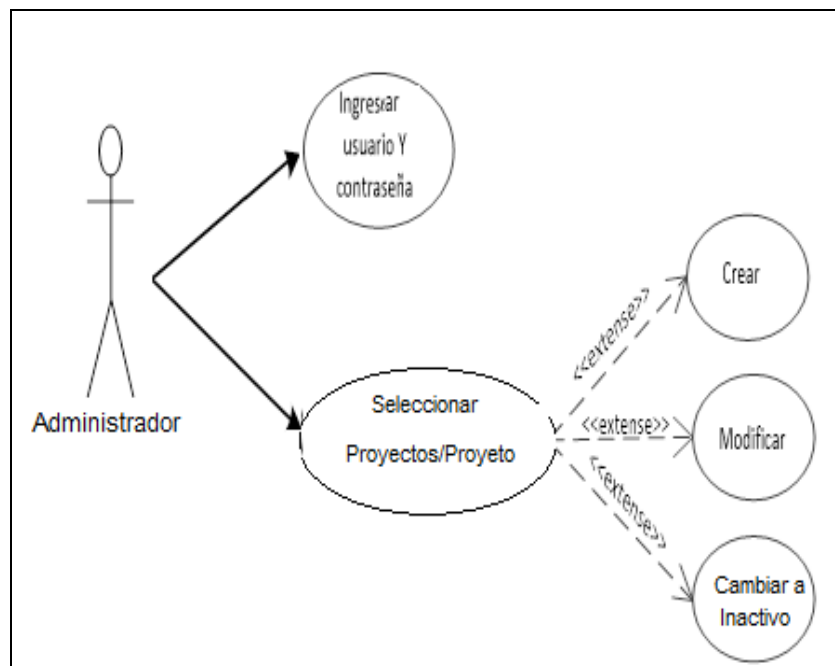 Ingresar
usuario Y
contraseña
Administrador
Seleccionar
Proyectos/Proyeto
<<extense>>
<<extense>>
<<extense>>
Crear
Modificar
Cambiar a
Inactivo